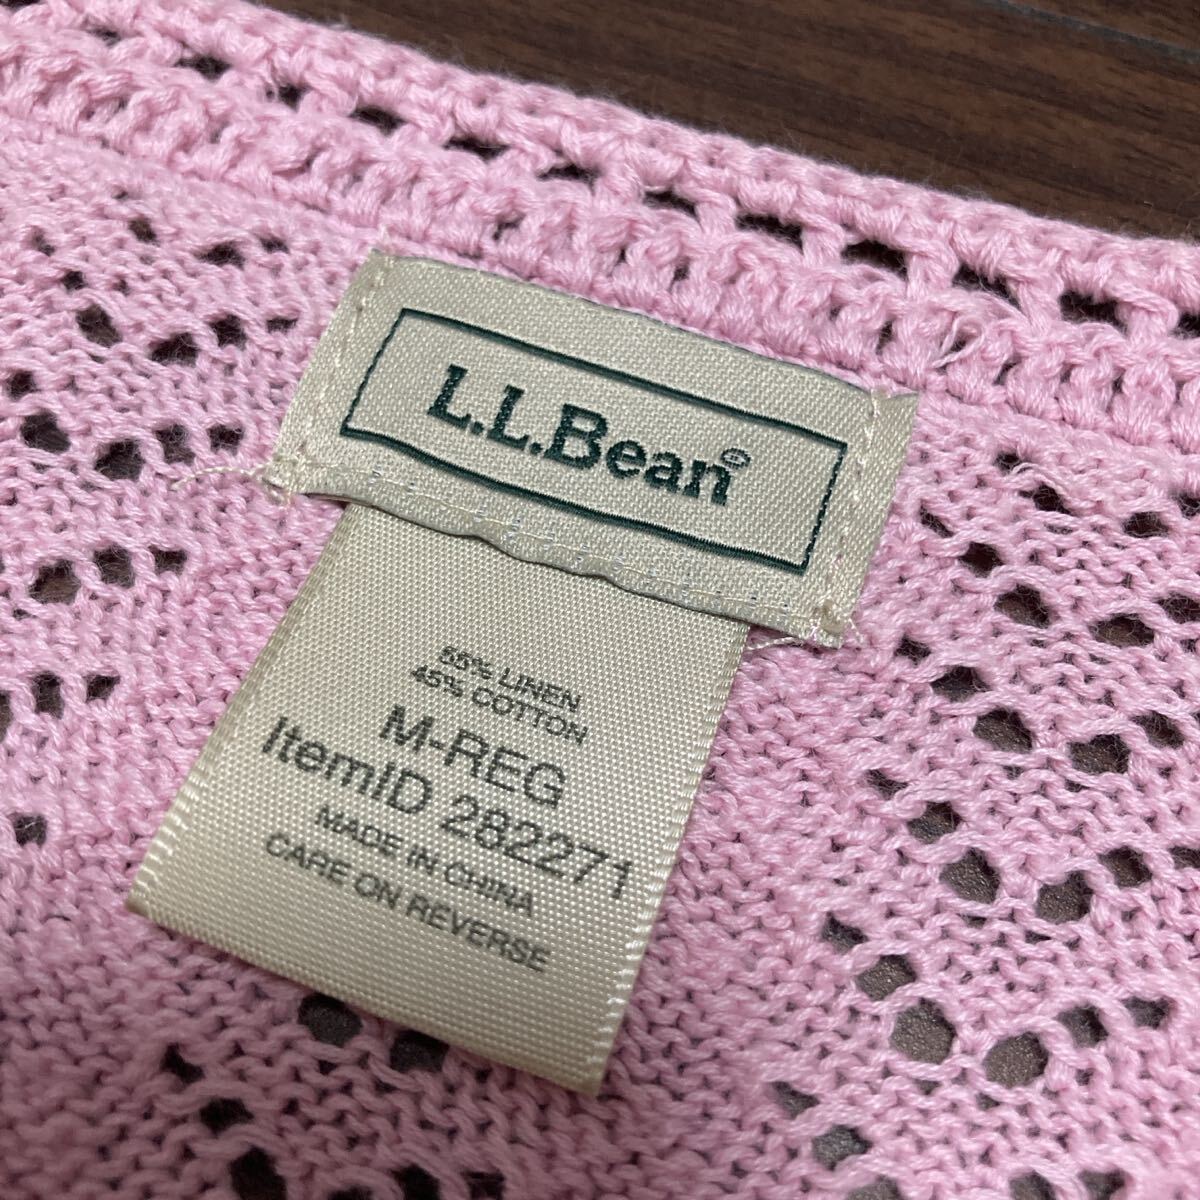 L.L.Bean®
55% LINEN
45% COTTON
M-REG
ItemID 282271
MADE IN CHINA
CARE ON REVERSE